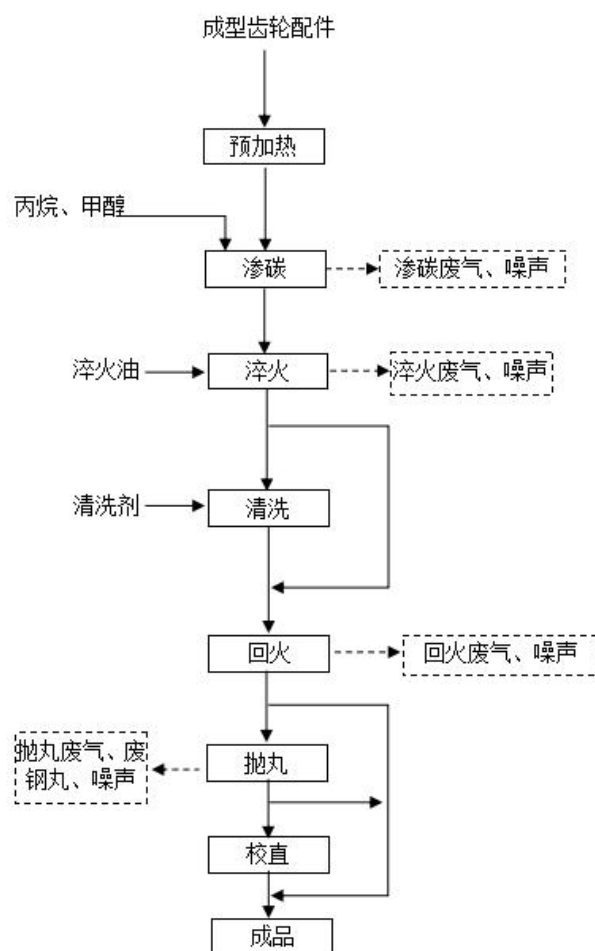 成型齿轮配件
预加热
丙烷、甲醇
渗碳
渗碳废气、噪声
淬火油
淬火
淬火废气、噪声
清洗剂
清洗
回火
回火废气、噪声
抛丸废气、废
钢丸、噪声
抛丸
校直
成品